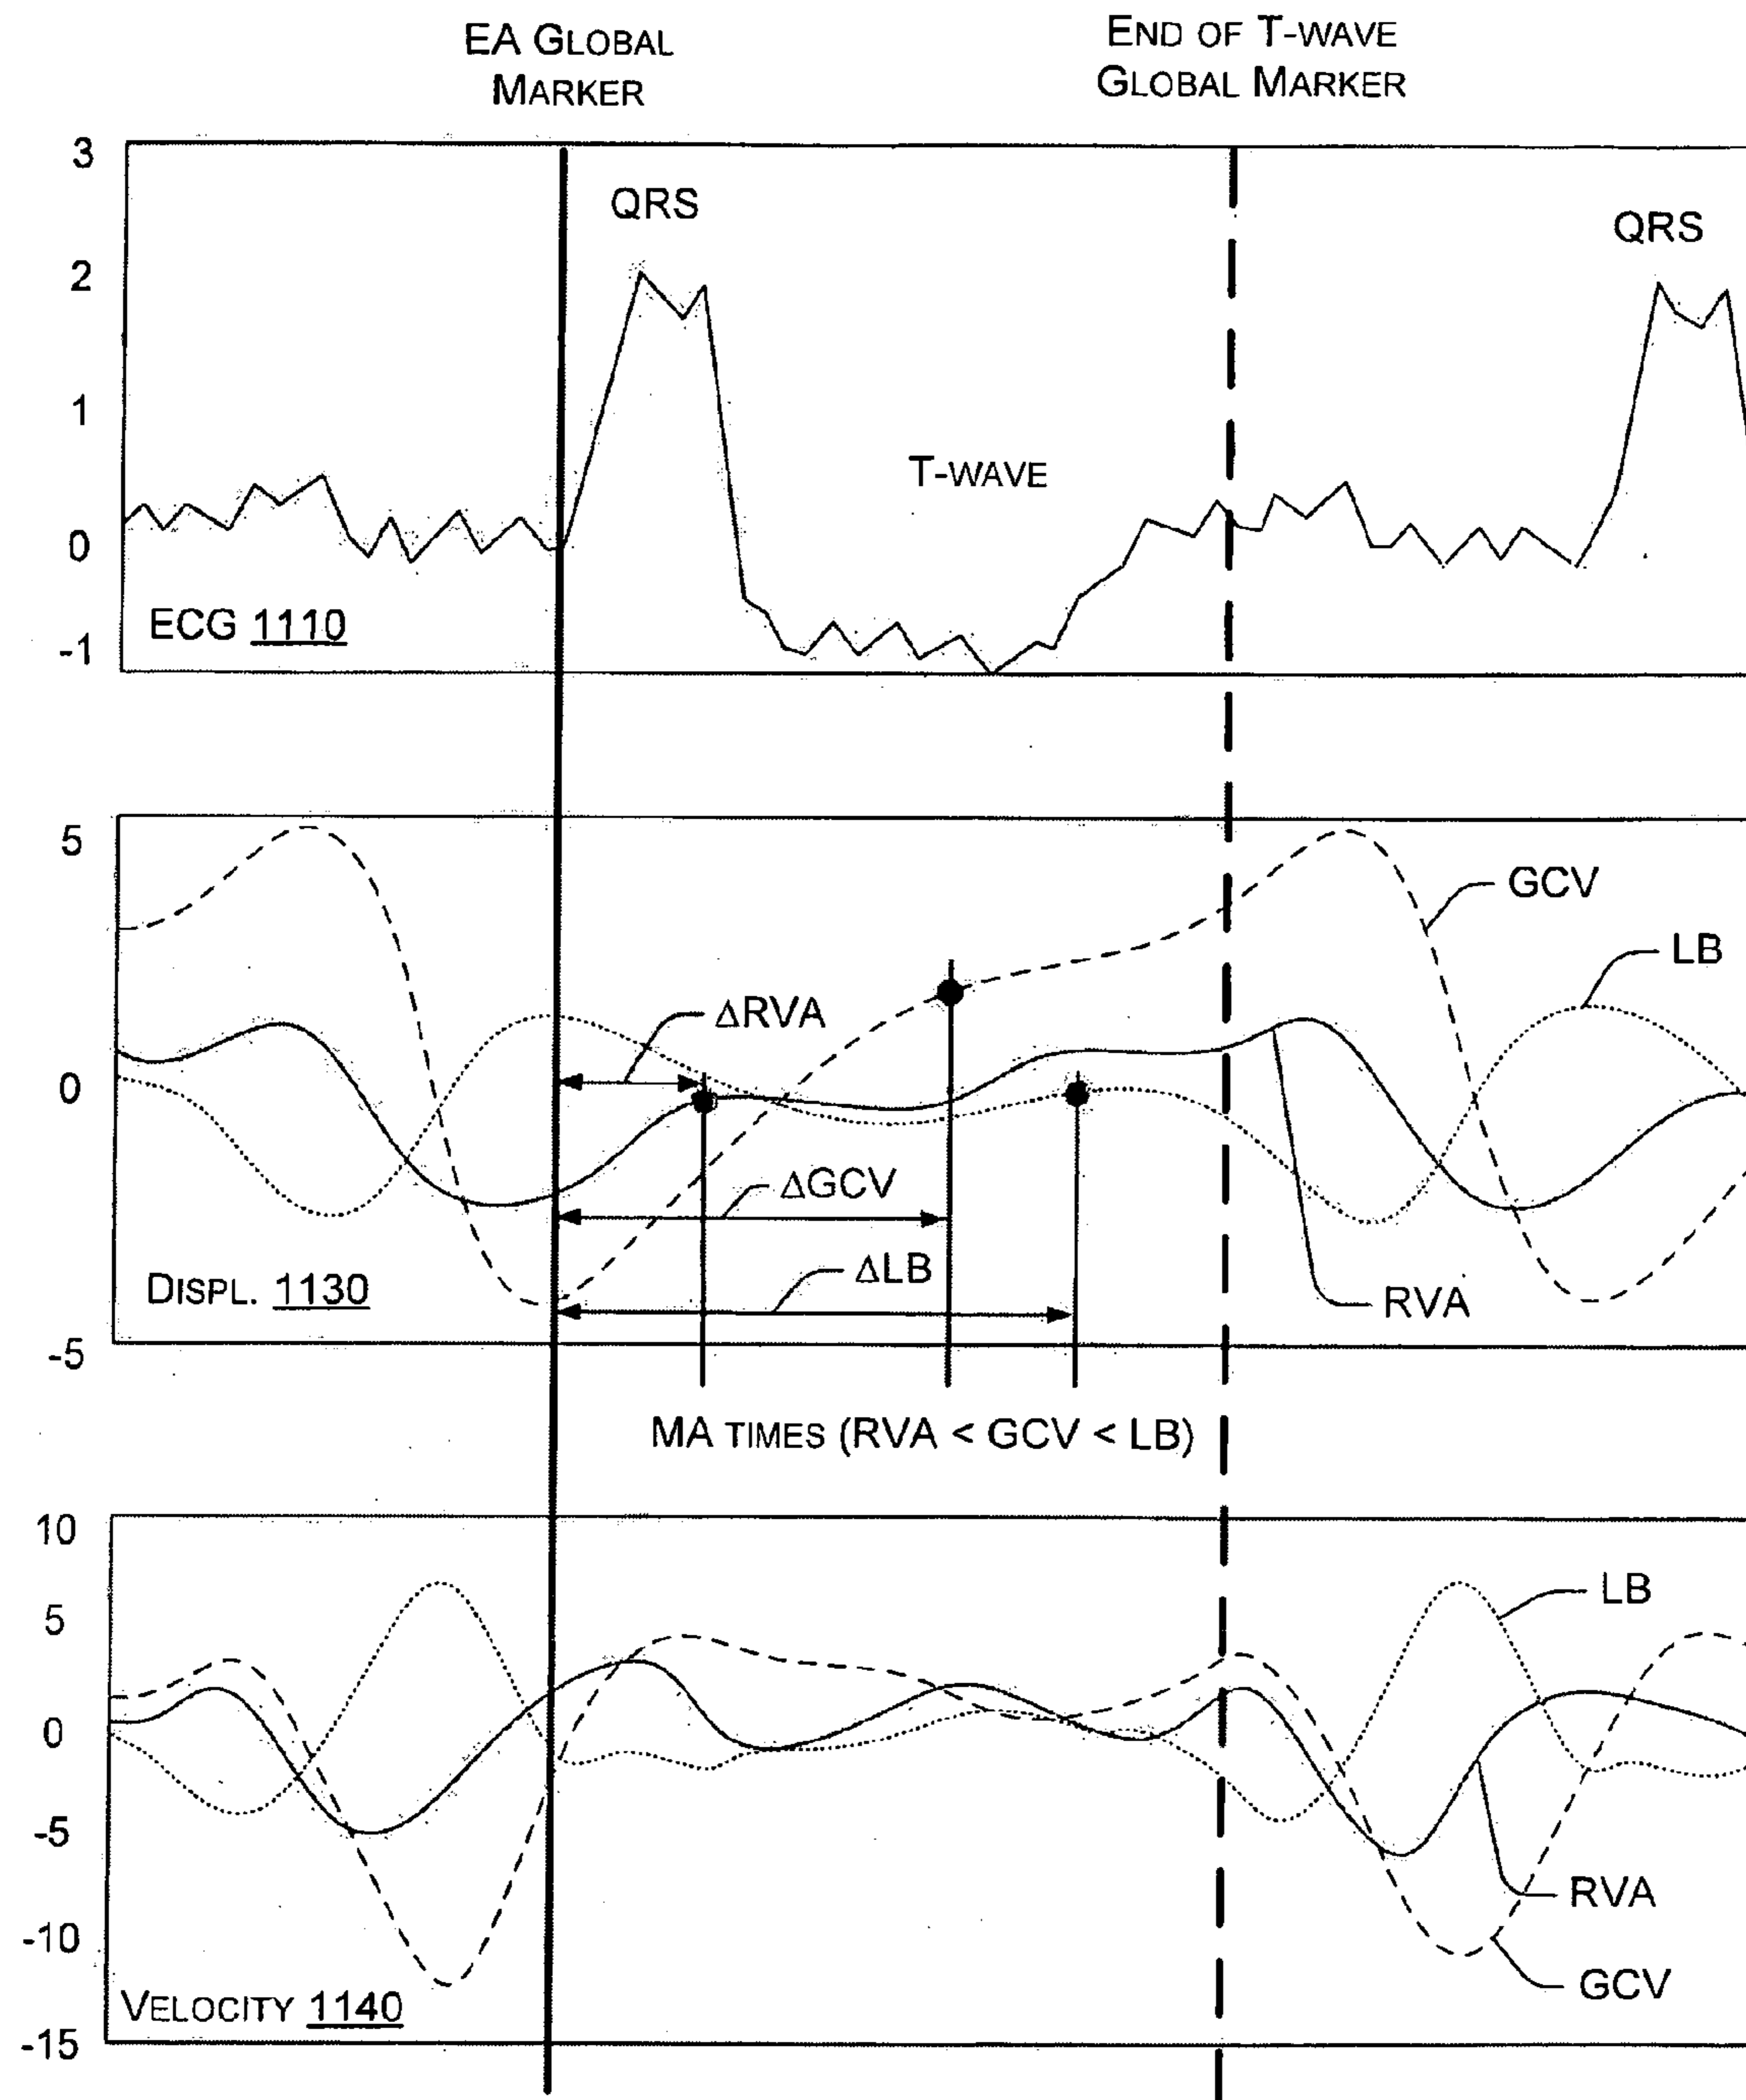 EA GLOBAL
MARKER
END OF T-WAVE
GLOBAL MARKER
3
2
1
0
-1
QRS
QRS
T-WAVE
ECG 1110
5
0
-5
GCV
LB
ΔRVA
ΔGCV
ΔLB
RVA
DISPL. 1130
MA TIMES (RVA < GCV < LB)
10
5
0
-5
-10
-15
LB
RVA
GCV
VELOCITY 1140